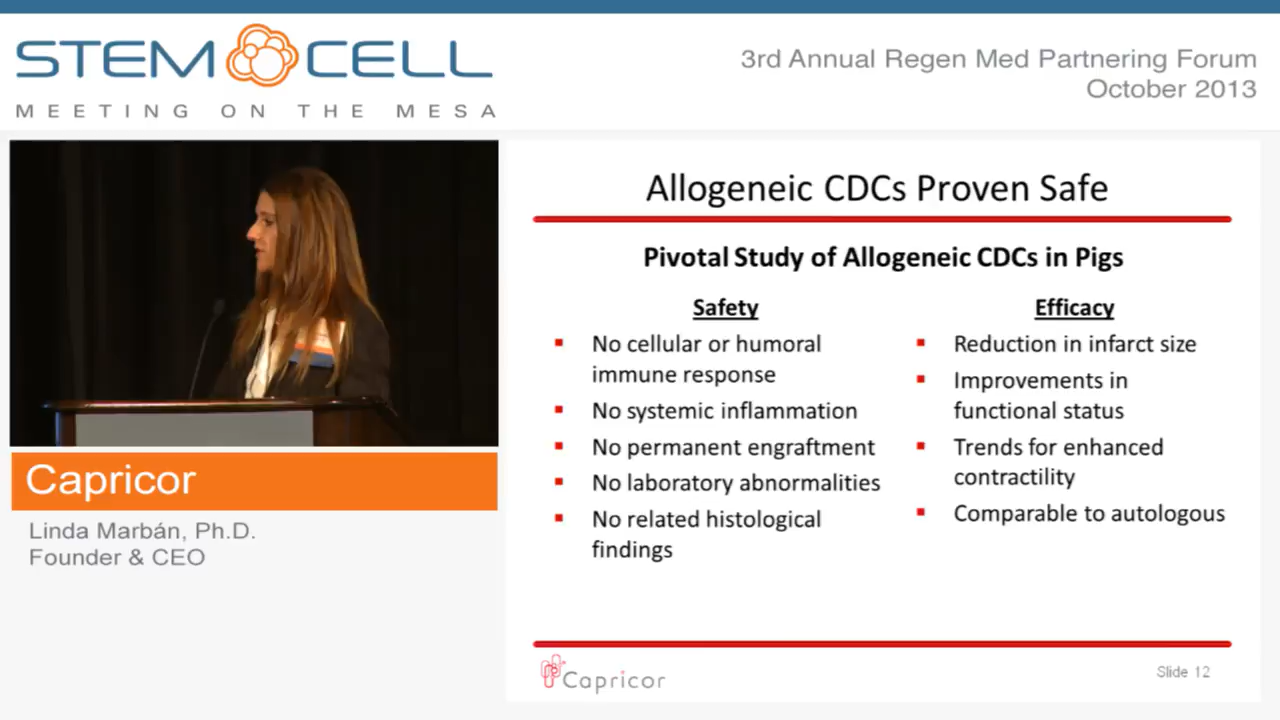 STEM CELL
MEETING ON THE MESA
3rd Annual Regen Med Partnering Forum
October 2013
Capricor
Linda Marbán, Ph.D.
Founder & CEO
Allogeneic CDCs Proven Safe
Pivotal Study of Allogeneic CDCs in Pigs
Safety
▪ No cellular or humoral
immune response
▪ No systemic inflammation
▪ No permanent engraftment
▪ No laboratory abnormalities
▪ No related histological
findings
Efficacy
▪ Reduction in infarct size
▪ Improvements in
functional status
▪ Trends for enhanced
contractility
▪ Comparable to autologous
Capricor
Slide 12